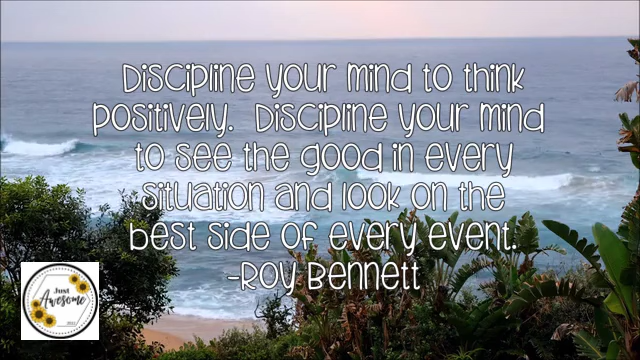 Discipline your mind to think
positively. Discipline your mind
to see the good in every
situation and look on the
best side of every event.
-Roy Bennett
Just
Awesome